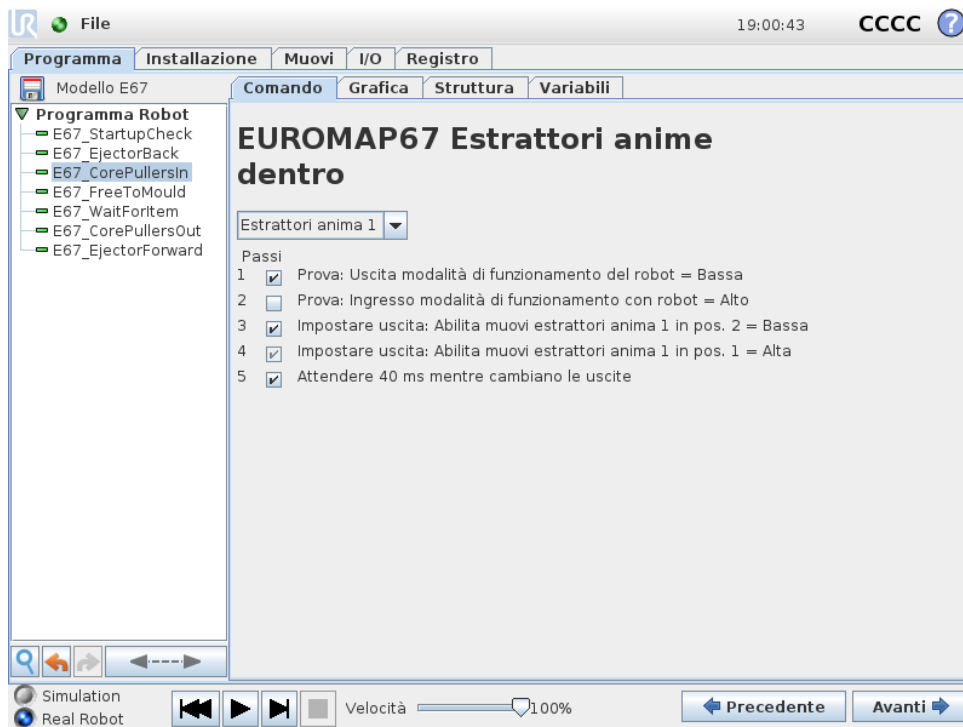 UR File 19:00:43 CCCC ?
Programma Installazione Muovi I/O Registro
Modello E67 Comando Grafica Struttura Variabili
Programma Robot
E67_StartupCheck
E67_EjectorBack
E67_CorePullersIn
E67_FreeToMould
E67_WaitForItem
E67_CorePullersOut
E67_EjectorForward
EUROMAP67 Estrattori anime
dentro
Estrattori anima 1
Passi
1 Prova: Uscita modalità di funzionamento del robot = Bassa
2 Prova: Ingresso modalità di funzionamento con robot = Alto
3 Impostare uscita: Abilita muovi estrattori anima 1 in pos. 2 = Bassa
4 Impostare uscita: Abilita muovi estrattori anima 1 in pos. 1 = Alta
5 Attendere 40 ms mentre cambiano le uscite
Simulation
Real Robot
Velocità 100% Precedente Avanti